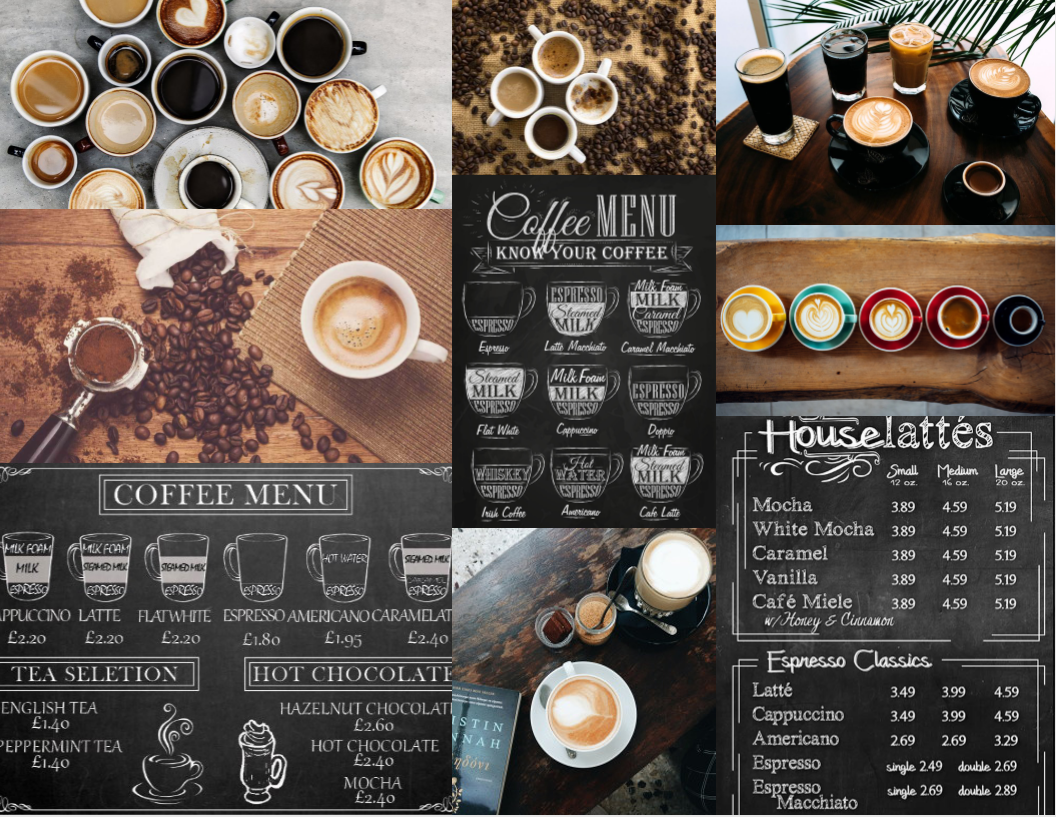 Coffee MENU
KNOW YOUR COFFEE
ESPRESSO
Espresso
ESPRESSO
Steamed
MILK
Latte Macchiato
Milk Foam
MILK
Caramel
ESPRESSO
Caramel Macchiato
Steamed
MILK
ESPRESSO
Flat White
Milk Foam
MILK
ESPRESSO
Cappuccino
ESPRESSO
Doppio
WHISKEY
ESPRESSO
Irish Coffee
Hot
WATER
ESPRESSO
Americano
Milk Foam
Steamed
MILK
ESPRESSO
Cafe Latte
COFFEE MENU
MILK FOAM
MILK
ESPRESSO
MILK FOAM
STEAMED MILK
ESPRESSO
STEAMED MILK
ESPRESSO
ESPRESSO
HOT WATER
ESPRESSO
STEAMED MILK
ESPRESSO
APPUCCINO LATTE FLATWHITE ESPRESSO AMERICANO CARAMELAT
£2.20 £2.20 £2.20 £1.80 £1.95 £2.40
TEA SELETION
ENGLISH TEA
£1.40
PEPPERMINT TEA
£1.40
HOT CHOCOLATE
HAZELNUT CHOCOLAT
£2.60
HOT CHOCOLATE
£2.40
MOCHA
£2.40
ISTIN
NNAH
Houselattés
Small Medium Large
12 oz. 16 oz. 20 oz.
Mocha 3.89 4.59 5.19
White Mocha 3.89 4.59 5.19
Caramel 3.89 4.59 5.19
Vanilla 3.89 4.59 5.19
Café Miele 3.89 4.59 5.19
w/Honey & Cinnamon
Espresso Classics
Latté 3.49 3.99 4.59
Cappuccino 3.49 3.99 4.59
Americano 2.69 2.69 3.29
Espresso single 2.49 double 2.69
Espresso single 2.69 double 2.89
Macchiato